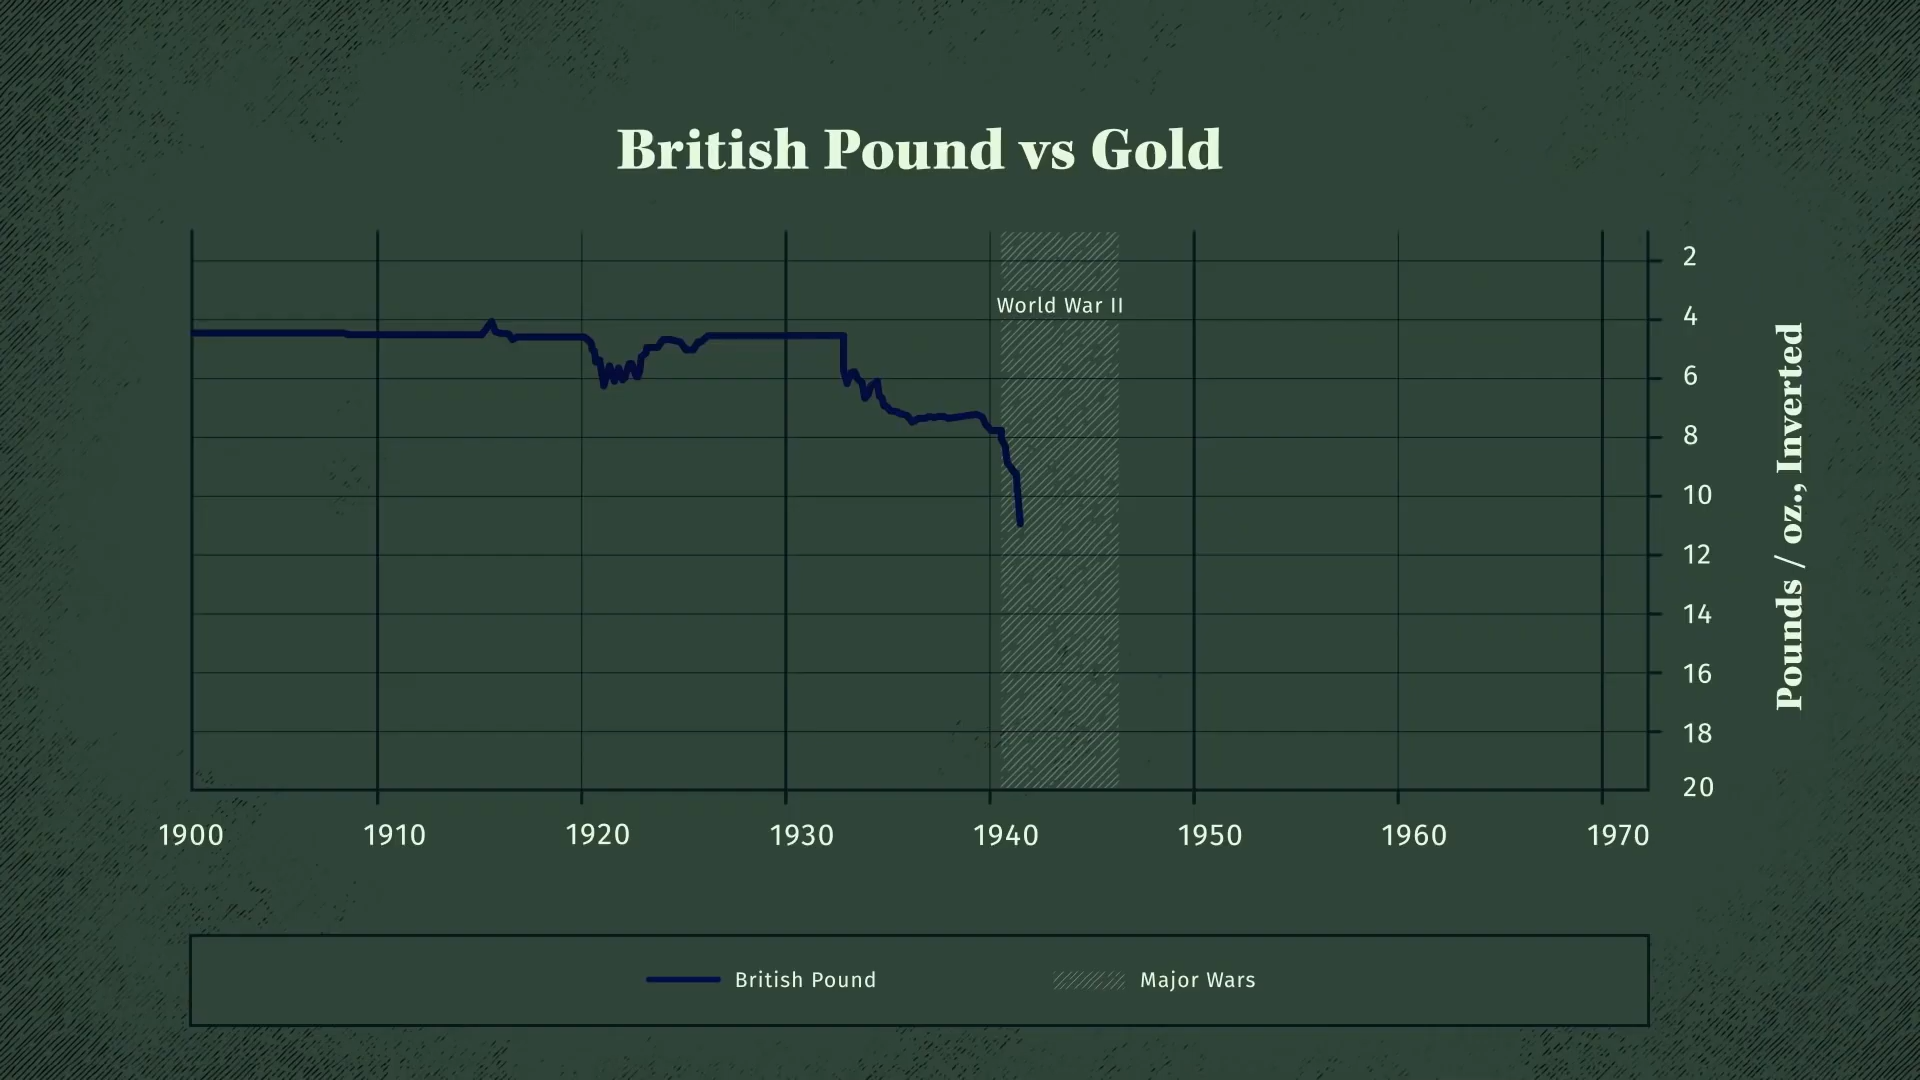 British Pound vs Gold
World War II
2
4
6
8
10
12
14
16
18
20
Pounds / oz., Inverted
1900 1910 1920 1930 1940 1950 1960 1970
British Pound Major Wars